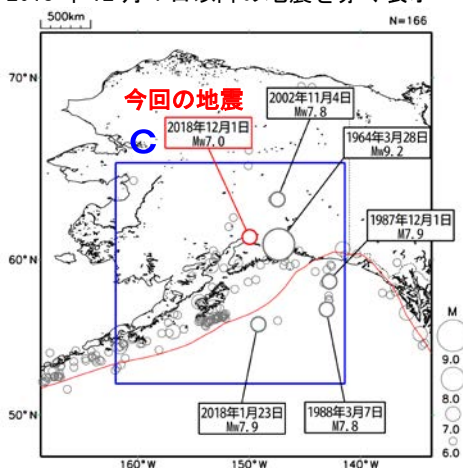 500km
N=166
70°N
今回の地震
2002年11月4日
Mw7.8
C
2018年12月1日
Mw7.0
1964年3月28日
Mw9.2
1987年12月1日
M7.9
60°N
M
9.0
8.0
7.0
6.0
2018年1月23日
Mw7.9
1988年3月7日
M7.8
50°N
160°W
150°W
140°W